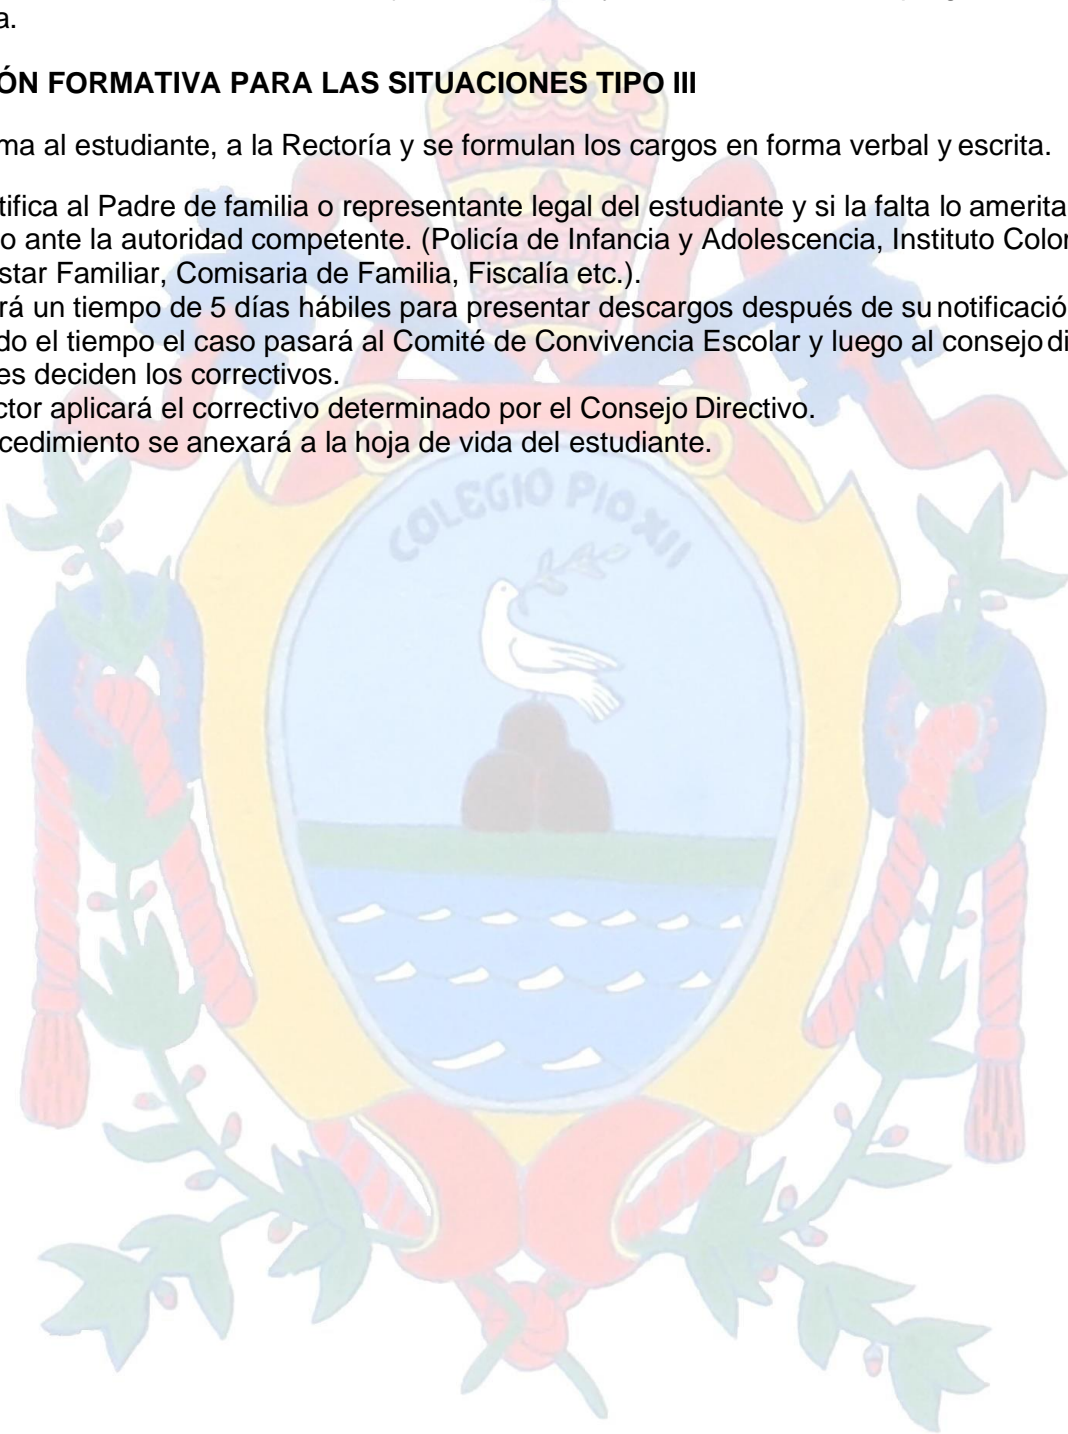 a.
ÓN FORMATIVA PARA LAS SITUACIONES TIPO III
ma al estudiante, a la Rectoría y se formulan los cargos en forma verbal y escrita.
tifica al Padre de familia o representante legal del estudiante y si la falta lo amerita
o ante la autoridad competente. (Policía de Infancia y Adolescencia, Instituto Color
star Familiar, Comisaria de Familia, Fiscalía etc.).
rá un tiempo de 5 días hábiles para presentar descargos después de su notificació
do el tiempo el caso pasará al Comité de Convivencia Escolar y luego al consejo di
es deciden los correctivos.
ctor aplicará el correctivo determinado por el Consejo Directivo.
cedimiento se anexará a la hoja de vida del estudiante.
COLEGIO PIO XII